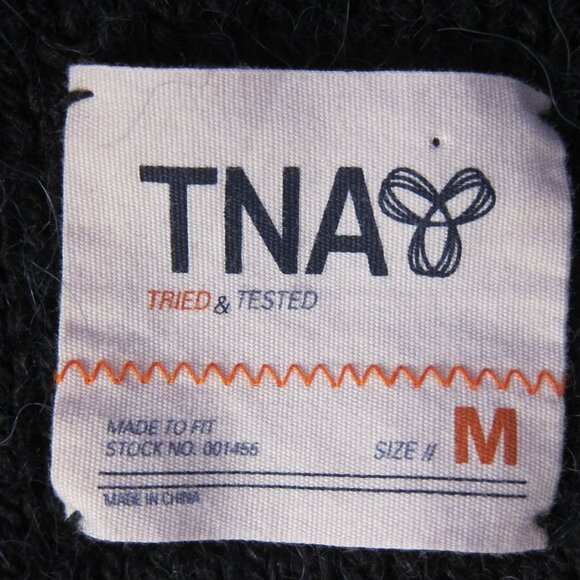 TNA
TRIED & TESTED
MADE TO FIT
STOCK NO. 001455
SIZE # M
MADE IN CHINA